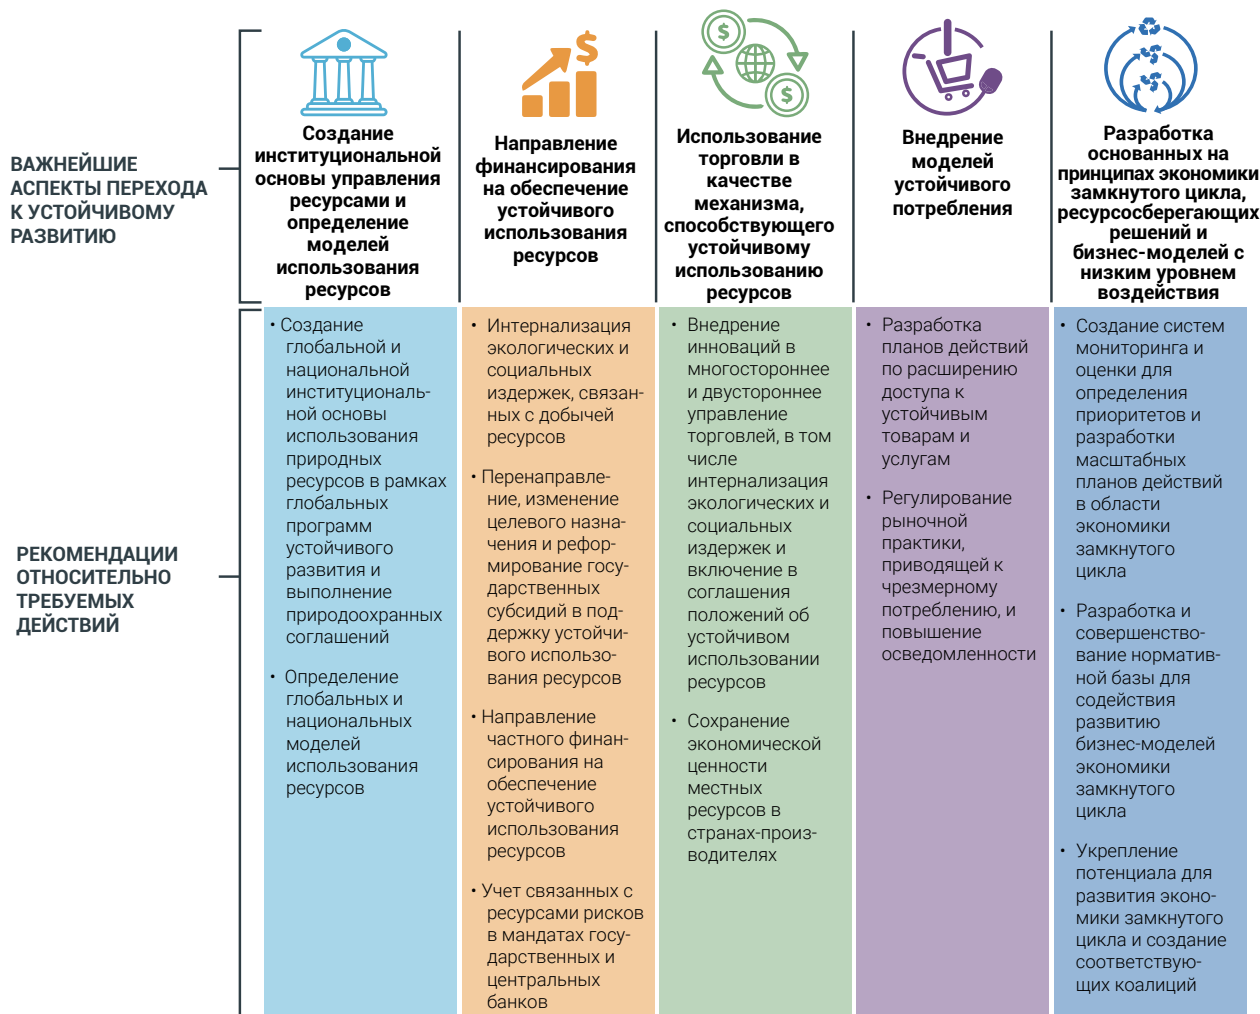 ВАЖНЕЙШИЕ
АСПЕКТЫ ПЕРЕХОДА
К УСТОЙЧИВОМУ
РАЗВИТИЮ
Создание
институциональной
основы управления
ресурсами и
определение
моделей
использования
ресурсов
Направление
финансирования
на обеспечение
устойчивого
использования
ресурсов
Использование
торговли в
качестве
механизма,
способствующего
устойчивому
использованию
ресурсов
Внедрение
моделей
устойчивого
потребления
Разработка
основанных на
принципах экономики
замкнутого цикла,
ресурсосберегающих
решений и
бизнес-моделей с
низким уровнем
воздействия
РЕКОМЕНДАЦИИ
ОТНОСИТЕЛЬНО
ТРЕБУЕМЫХ
ДЕЙСТВИЙ
• Создание
глобальной и
национальной
институциональ-
ной основы
использования
природных
ресурсов в рамках
глобальных
программ
устойчивого
развития и
выполнение
природоохранных
соглашений
• Определение
глобальных и
национальных
моделей
использования
ресурсов
• Интернализация
экологических и
социальных
издержек, связан-
ных с добычей
ресурсов
• Перенаправле-
ние, изменение
целевого назна-
чения и рефор-
мирование госу-
дарственных
субсидий в под-
держку устойчи-
вого использо-
вания ресурсов
• Направление
частного финан-
сирования на
обеспечение
устойчивого
использования
ресурсов
• Учет связанных с
ресурсами рисков
в мандатах госу-
дарственных и
центральных
банков
• Внедрение
инноваций в
многостороннее
и двустороннее
управление
торговлей, в том
числе
интернализация
экологических и
социальных
издержек и
включение в
соглашения
положений об
устойчивом
использовании
ресурсов
• Сохранение
экономической
ценности
местных
ресурсов в
странах-произ-
водителях
• Разработка
планов действий
по расширению
доступа к
устойчивым
товарам и
услугам
• Регулирование
рыночной
практики,
приводящей к
чрезмерному
потреблению, и
повышение
осведомленности
• Создание систем
мониторинга и
оценки для
определения
приоритетов и
разработки
масштабных
планов действий
в области
экономики
замкнутого
цикла
• Разработка и
совершенство-
вание норматив-
ной базы для
содействия
развитию
бизнес-моделей
экономики
замкнутого
цикла
• Укрепление
потенциала для
развития эконо-
мики замкнутого
цикла и создание
соответствую-
щих коалиций